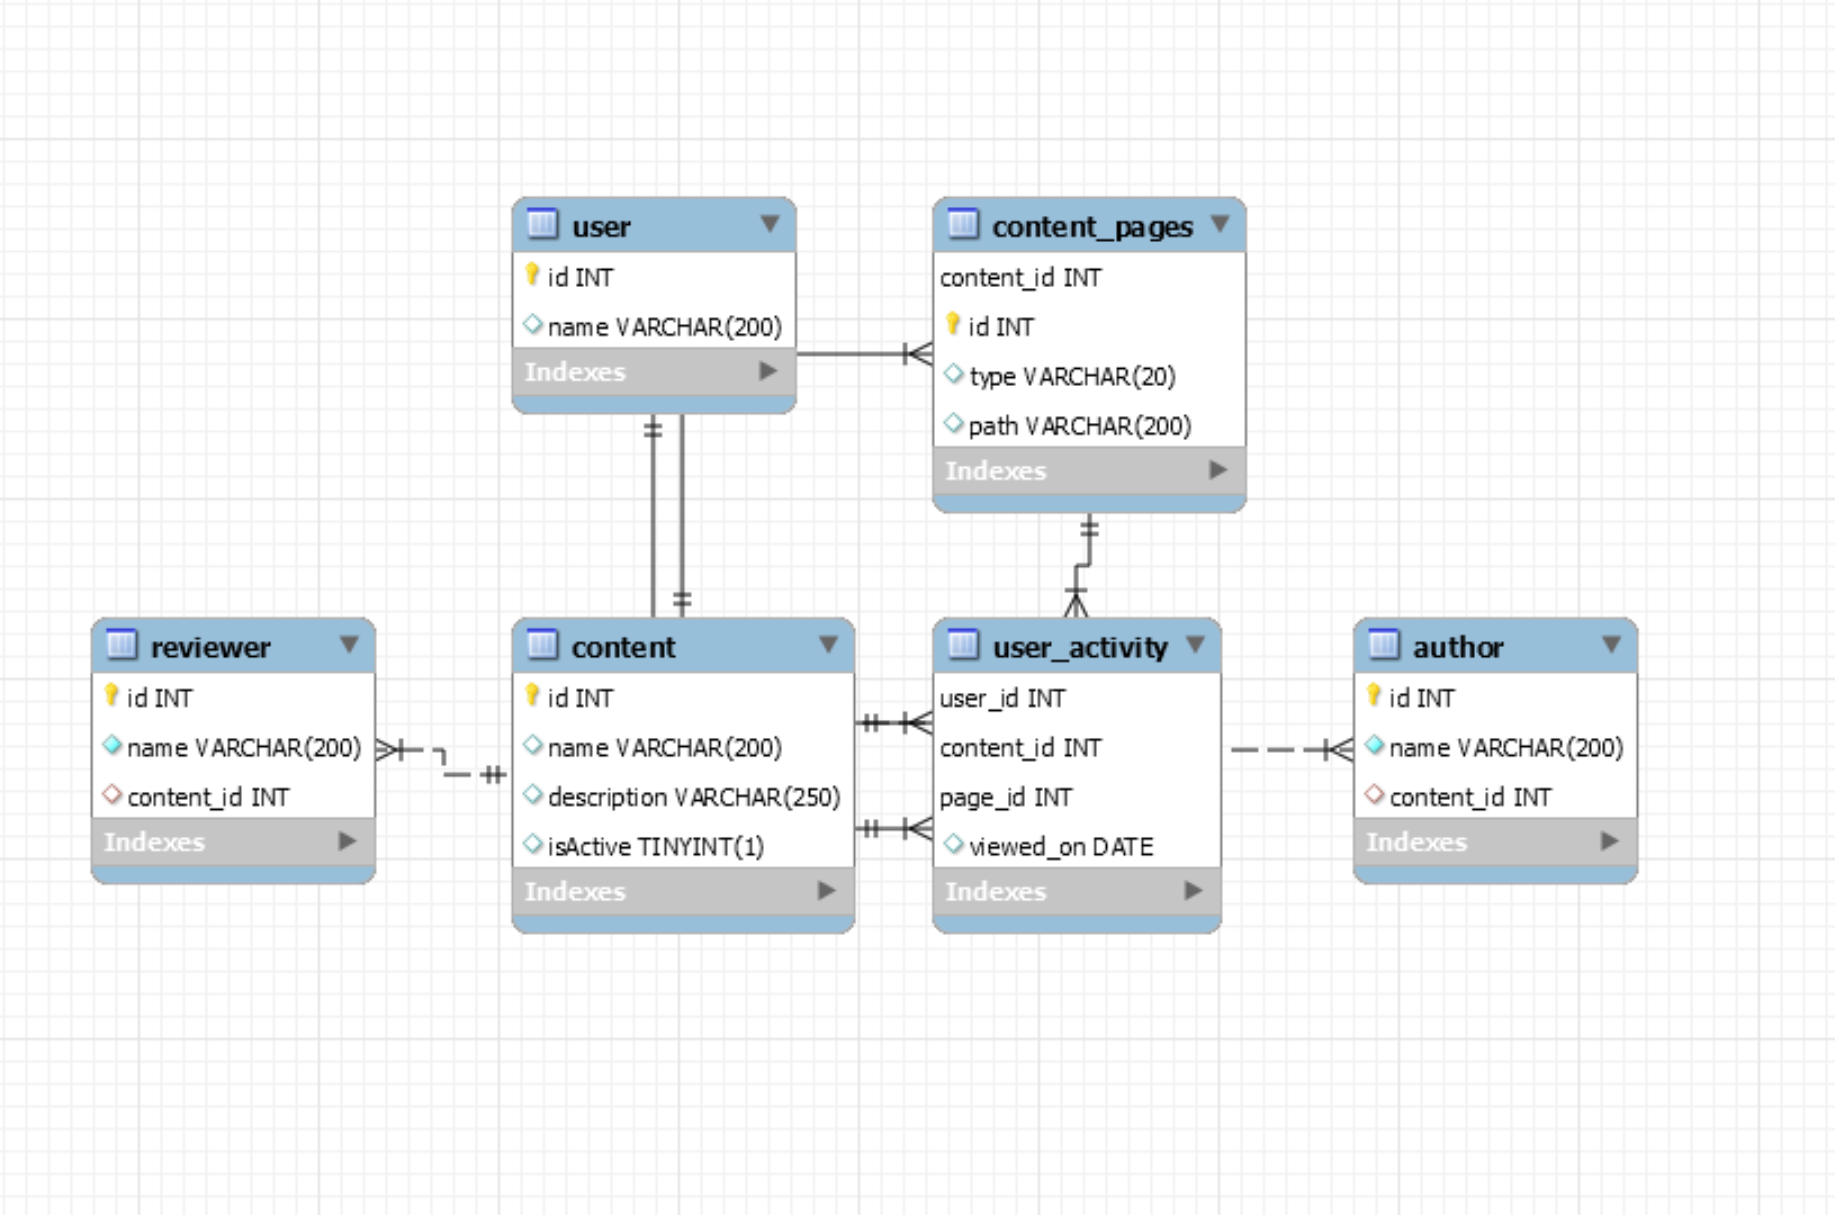 user
id INT
name VARCHAR(200)
Indexes
content_pages
content_id INT
id INT
type VARCHAR(20)
path VARCHAR(200)
Indexes
reviewer
id INT
name VARCHAR(200)
content_id INT
Indexes
content
id INT
name VARCHAR(200)
description VARCHAR(250)
isActive TINYINT(1)
Indexes
user_activity
user_id INT
content_id INT
page_id INT
viewed_on DATE
Indexes
author
id INT
name VARCHAR(200)
content_id INT
Indexes